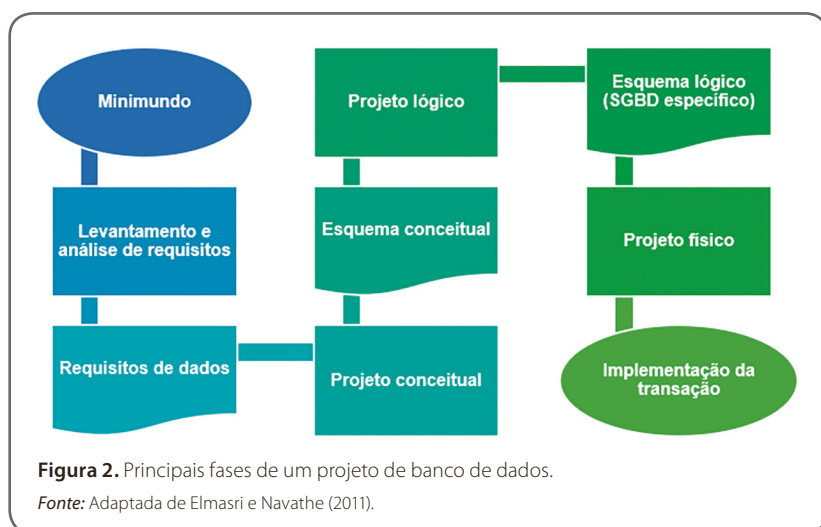 Minimundo
Levantamento e
análise de requisitos
Requisitos de dados
Projeto conceitual
Esquema conceitual
Projeto lógico
Esquema lógico
(SGBD específico)
Projeto físico
Implementação da
transação
Figura 2. Principais fases de um projeto de banco de dados.
Fonte: Adaptada de Elmasri e Navathe (2011).